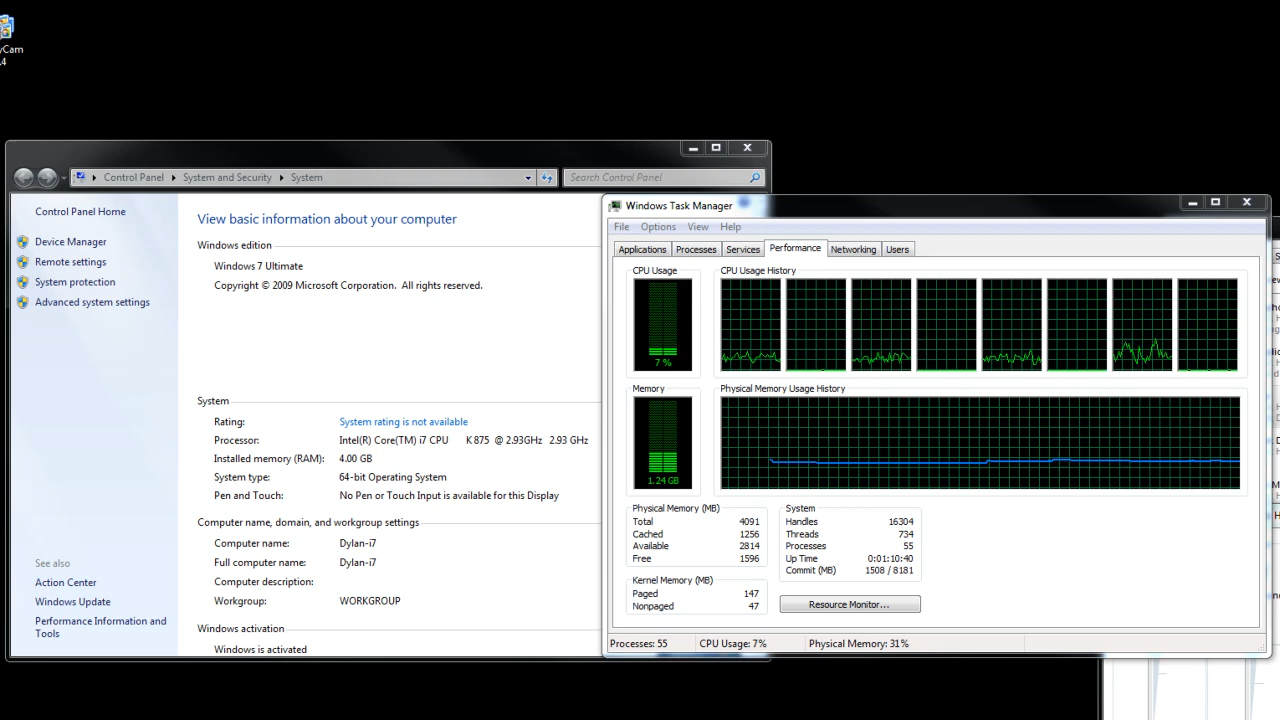 yCam
.4
Control Panel
System and Security
System
Search Control Panel
Control Panel Home
Device Manager
Remote settings
System protection
Advanced system settings
See also
Action Center
Windows Update
Performance Information and
Tools
View basic information about your computer
Windows edition
Windows 7 Ultimate
Copyright © 2009 Microsoft Corporation. All rights reserved.
System
Rating: System rating is not available
Processor: Intel(R) Core(TM) i7 CPU K 875 @ 2.93GHz 2.93 GHz
Installed memory (RAM): 4.00 GB
System type: 64-bit Operating System
Pen and Touch: No Pen or Touch Input is available for this Display
Computer name, domain, and workgroup settings
Computer name: Dylan-i7
Full computer name: Dylan-i7
Computer description:
Workgroup: WORKGROUP
Windows activation
Windows is activated
Windows Task Manager
File Options View Help
Applications Processes Services Performance Networking Users
CPU Usage
7 %
CPU Usage History
Memory
1.24 GB
Physical Memory Usage History
Physical Memory (MB)
Total 4091
Cached 1256
Available 2814
Free 1596
Kernel Memory (MB)
Paged 147
Nonpaged 47
System
Handles 16304
Threads 734
Processes 55
Up Time 0:01:10:40
Commit (MB) 1508 / 8181
Resource Monitor...
Processes: 55 CPU Usage: 7% Physical Memory: 31%